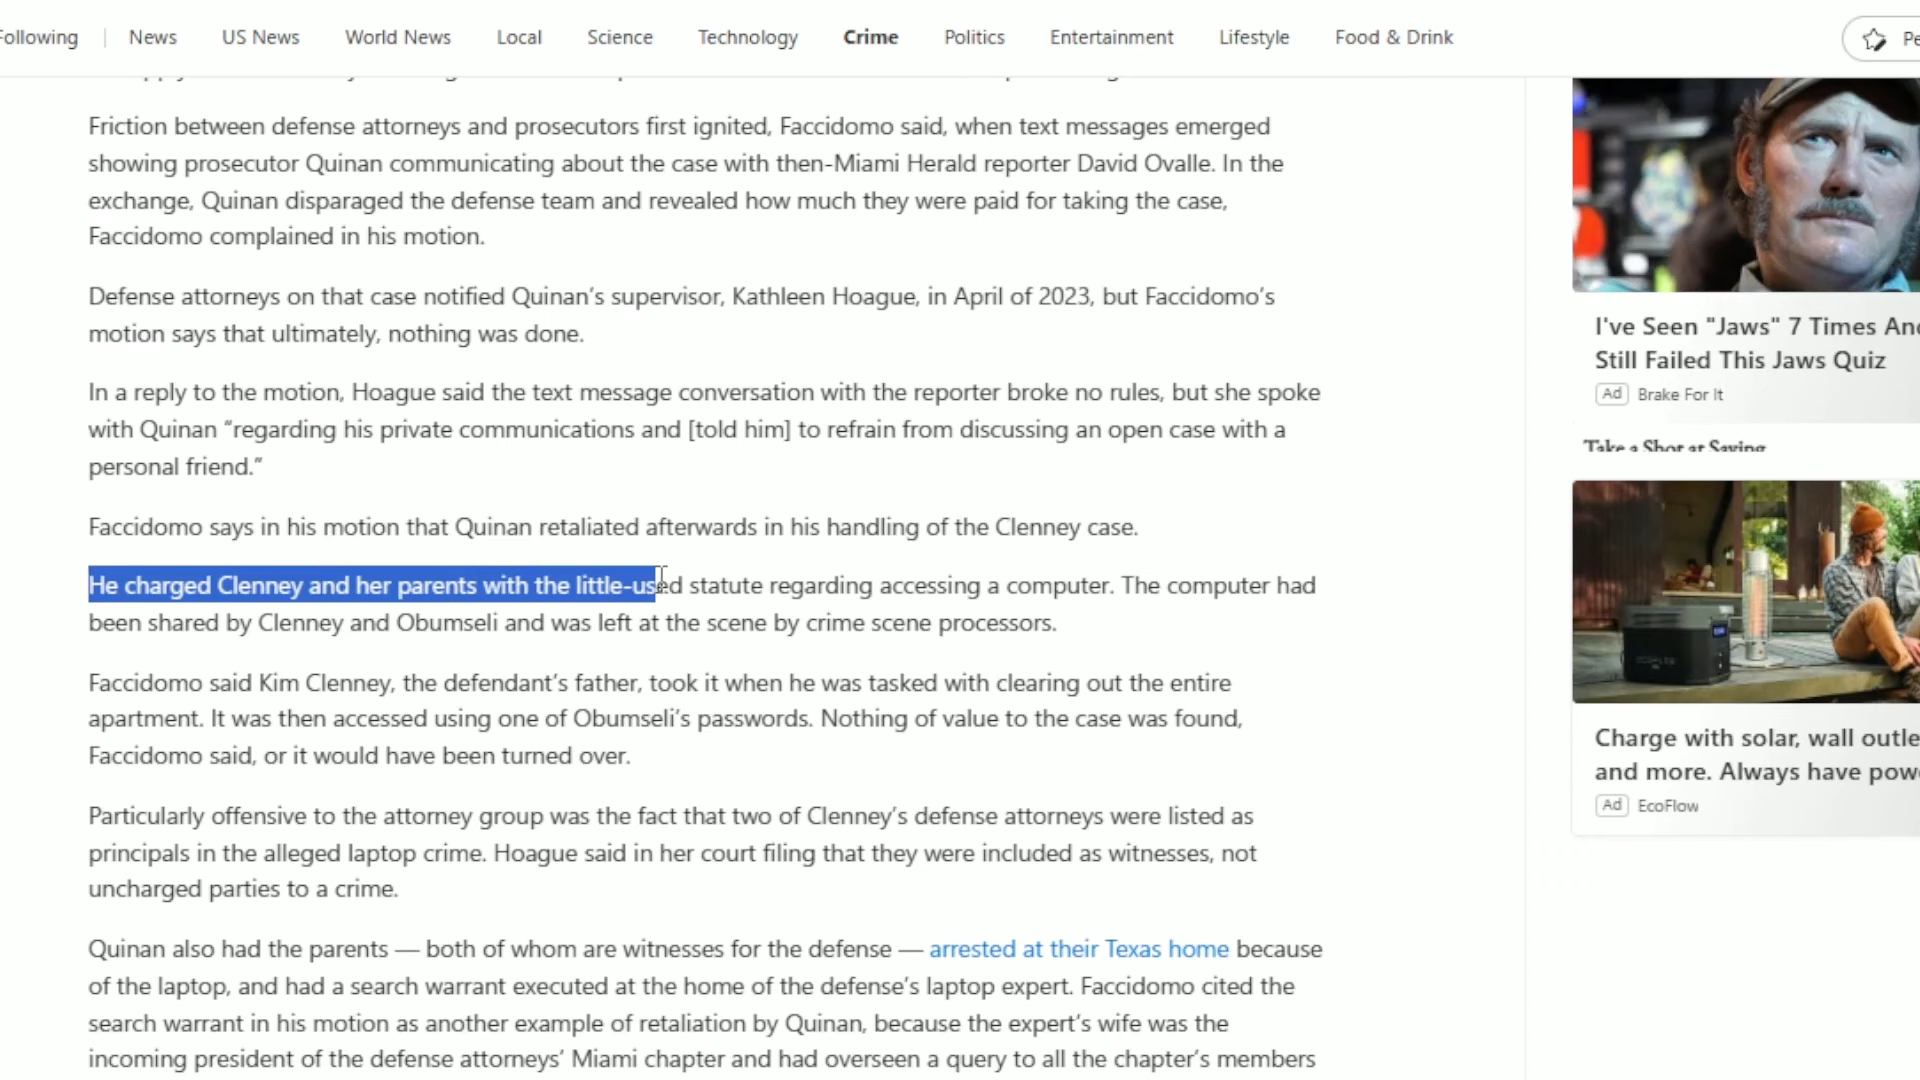 Following | News US News World News Local Science Technology Crime Politics Entertainment Lifestyle Food & Drink
Friction between defense attorneys and prosecutors first ignited, Faccidomo said, when text messages emerged
showing prosecutor Quinan communicating about the case with then-Miami Herald reporter David Ovalle. In the
exchange, Quinan disparaged the defense team and revealed how much they were paid for taking the case,
Faccidomo complained in his motion.
Defense attorneys on that case notified Quinan’s supervisor, Kathleen Hoague, in April of 2023, but Faccidomo’s
motion says that ultimately, nothing was done.
In a reply to the motion, Hoague said the text message conversation with the reporter broke no rules, but she spoke
with Quinan “regarding his private communications and [told him] to refrain from discussing an open case with a
personal friend.”
Faccidomo says in his motion that Quinan retaliated afterwards in his handling of the Clenney case.
He charged Clenney and her parents with the little-used statute regarding accessing a computer. The computer had
been shared by Clenney and Obumseli and was left at the scene by crime scene processors.
Faccidomo said Kim Clenney, the defendant’s father, took it when he was tasked with clearing out the entire
apartment. It was then accessed using one of Obumseli’s passwords. Nothing of value to the case was found,
Faccidomo said, or it would have been turned over.
Particularly offensive to the attorney group was the fact that two of Clenney’s defense attorneys were listed as
principals in the alleged laptop crime. Hoague said in her court filing that they were included as witnesses, not
uncharged parties to a crime.
Quinan also had the parents — both of whom are witnesses for the defense — arrested at their Texas home because
of the laptop, and had a search warrant executed at the home of the defense’s laptop expert. Faccidomo cited the
search warrant in his motion as another example of retaliation by Quinan, because the expert’s wife was the
incoming president of the defense attorneys’ Miami chapter and had overseen a query to all the chapter’s members
I've Seen "Jaws" 7 Times And
Still Failed This Jaws Quiz
Ad Brake For It
Take a Shot at Saving
Charge with solar, wall outle
and more. Always have pow
Ad EcoFlow